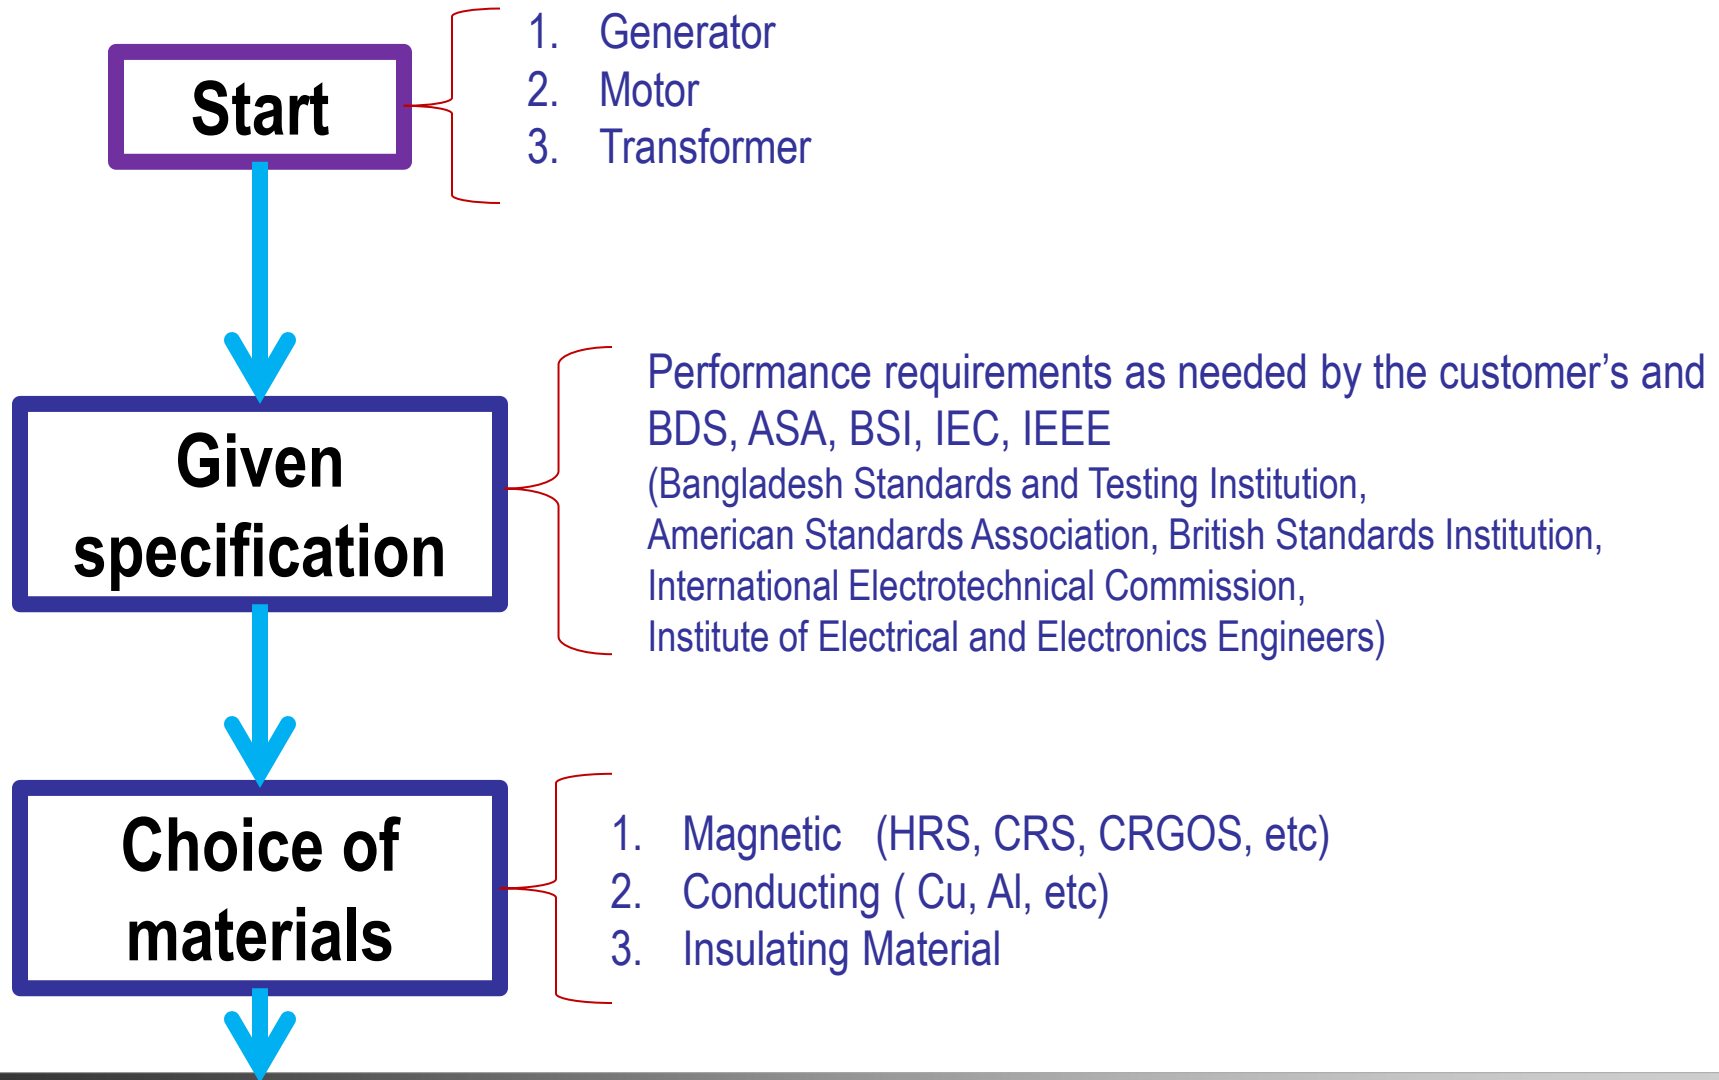 Start
1. Generator
2. Motor
3. Transformer
Given
specification
Performance requirements as needed by the customer’s and
BDS, ASA, BSI, IEC, IEEE
(Bangladesh Standards and Testing Institution,
American Standards Association, British Standards Institution,
International Electrotechnical Commission,
Institute of Electrical and Electronics Engineers)
Choice of
materials
1. Magnetic (HRS, CRS, CRGOS, etc)
2. Conducting ( Cu, Al, etc)
3. Insulating Material